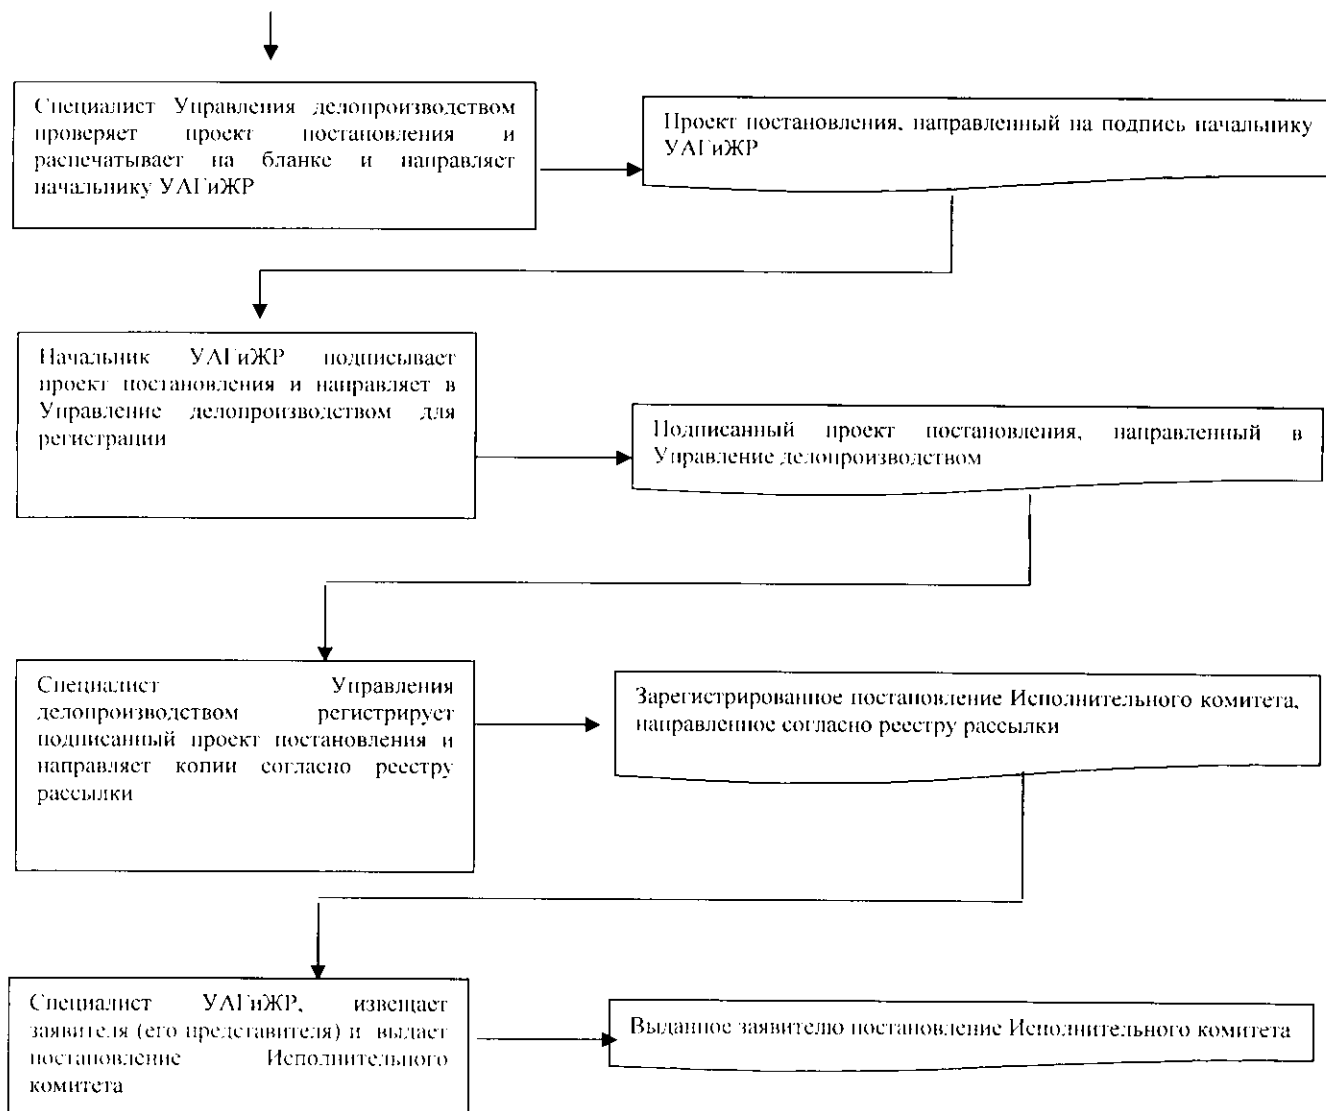 Специалист Управления делопроизводством
проверяет проект постановления и
распечатывает на бланке и направляет
начальнику УАГиЖР
Проект постановления, направленный на подпись начальнику
УАГиЖР
Начальник УАГиЖР подписывает
проект постановления и направляет в
Управление делопроизводством для
регистрации
Подписанный проект постановления, направленный в
Управление делопроизводством
Специалист Управления
делопроизводством регистрирует
подписанный проект постановления и
направляет копии согласно реестру
рассылки
Зарегистрированное постановление Исполнительного комитета,
направленное согласно реестру рассылки
Специалист УАГиЖР, извещает
заявителя (его представителя) и выдает
постановление Исполнительного
комитета
Выданное заявителю постановление Исполнительного комитета